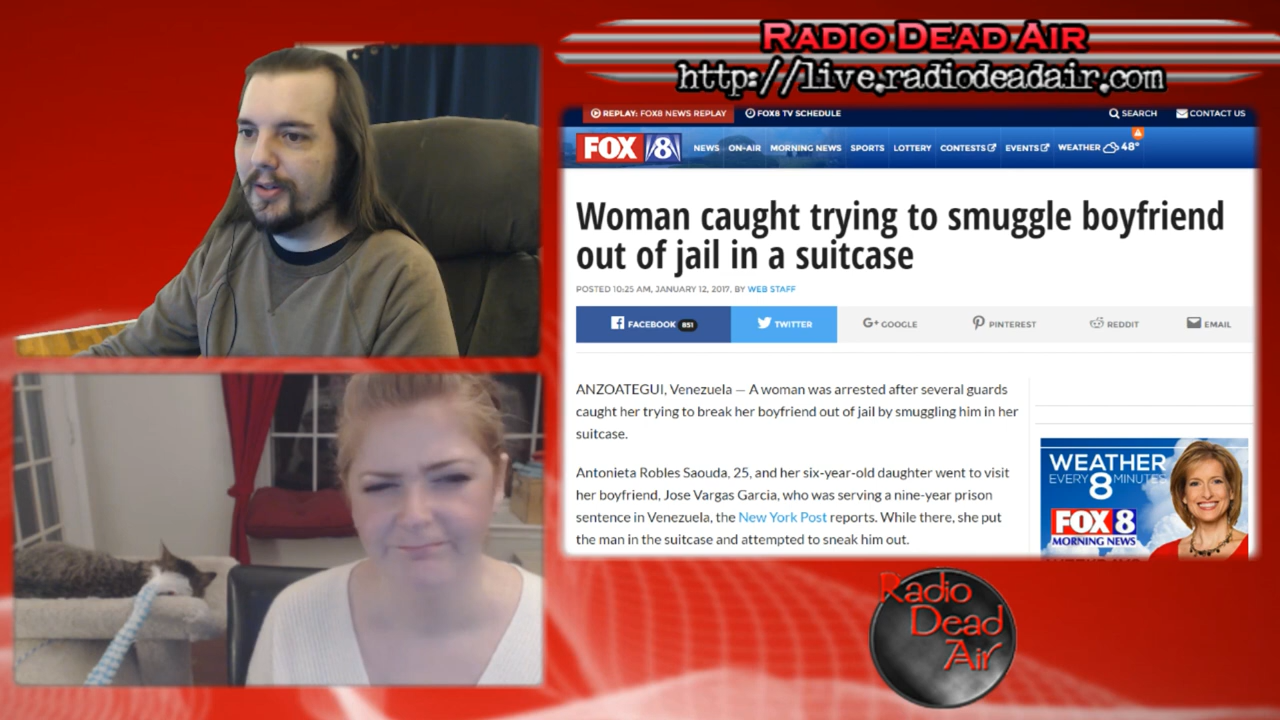 RADIO DEAD AIR
http://live.radiodeadair.com
REPLAY: FOX8 NEWS REPLAY FOX8 TV SCHEDULE SEARCH CONTACT US
FOX 8 NEWS ON-AIR MORNING NEWS SPORTS LOTTERY CONTESTS EVENTS WEATHER 48°
Woman caught trying to smuggle boyfriend
out of jail in a suitcase
POSTED 10:25 AM, JANUARY 12, 2017, BY WEB STAFF
FACEBOOK 851 TWITTER G+ GOOGLE PINTEREST REDDIT EMAIL
ANZOATEGUI, Venezuela — A woman was arrested after several guards
caught her trying to break her boyfriend out of jail by smuggling him in her
suitcase.
Antonieta Robles Saouda, 25, and her six-year-old daughter went to visit
her boyfriend, Jose Vargas Garcia, who was serving a nine-year prison
sentence in Venezuela, the New York Post reports. While there, she put
the man in the suitcase and attempted to sneak him out.
WEATHER
EVERY 8 MINUTES
FOX 8
MORNING NEWS
Radio
Dead
Air